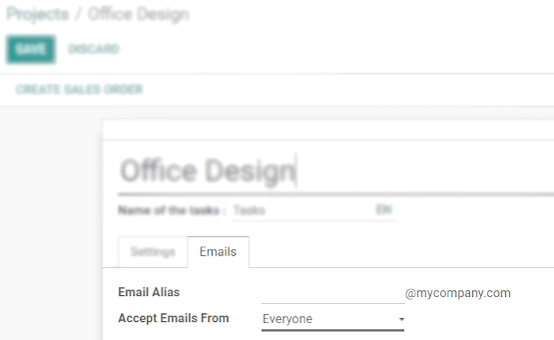 Projects / Office Design
SAVE DISCARD
CREATE SALES ORDER
Office Design
Name of the tasks : Tasks EN
Settings Emails
Email Alias @mycompany.com
Accept Emails From Everyone